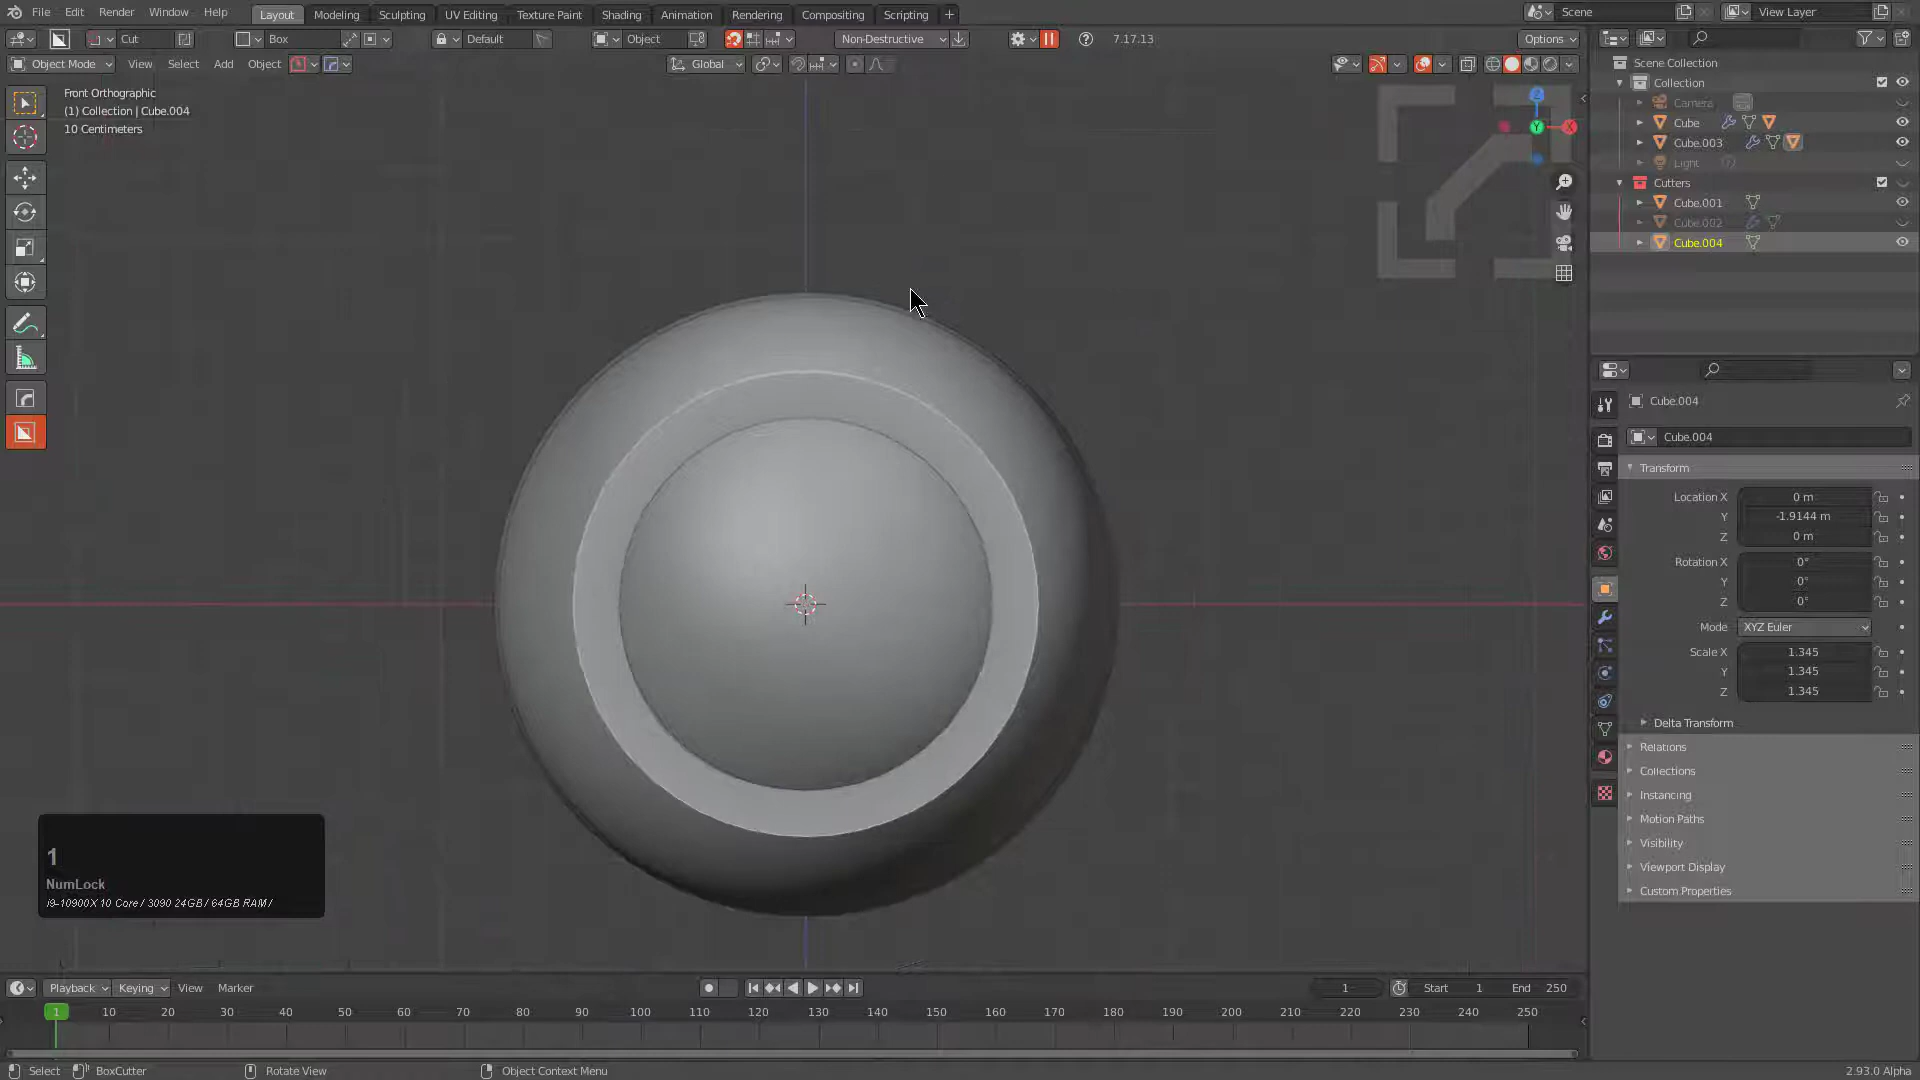 File Edit Render Window Help Layout Modeling Sculpting UV Editing Texture Paint Shading Animation Rendering Compositing Scripting + Scene View Layer
Cut Box Default Object Non-Destructive 7.17.13 Options
Object Mode View Select Add Object Global
Front Orthographic
(1) Collection | Cube.004
10 Centimeters
Z
Y
X
Scene Collection
Collection
Camera
Cube
Cube.003
Light
Cutters
Cube.001
Cube.002
Cube.004
Cube.004
Cube.004
Transform
Location X 0 m
Y -1.9144 m
Z 0 m
Rotation X 0°
Y 0°
Z 0°
Mode XYZ Euler
Scale X 1.345
Y 1.345
Z 1.345
Delta Transform
Relations
Collections
Instancing
Motion Paths
Visibility
Viewport Display
Custom Properties
1
NumLock
i9-10900X 10 Core / 3090 24GB / 64GB RAM /
Playback Keying View Marker 1 Start 1 End 250
1 10 20 30 40 50 60 70 80 90 100 110 120 130 140 150 160 170 180 190 200 210 220 230 240 250
Select BoxCutter Rotate View Object Context Menu 2.93.0 Alpha